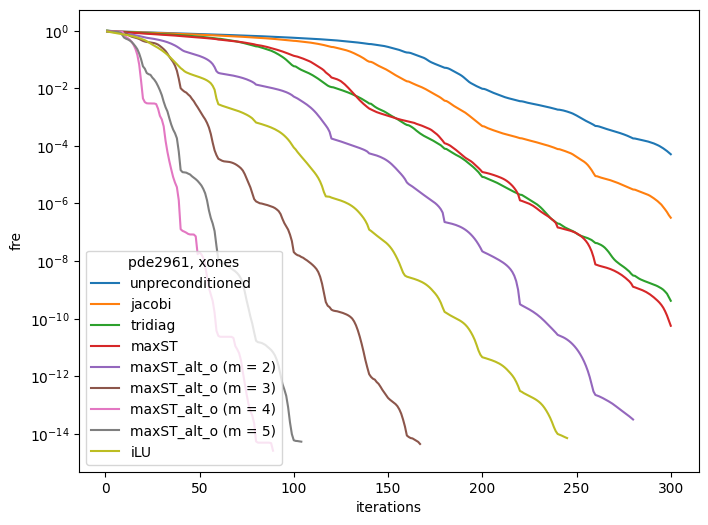 10^0
10^−2
10^−4
10^−6
10^−8
10^−10
10^−12
10^−14
fre
pde2961, xones
unpreconditioned
jacobi
tridiag
maxST
maxST_alt_o (m = 2)
maxST_alt_o (m = 3)
maxST_alt_o (m = 4)
maxST_alt_o (m = 5)
iLU
0 50 100 150 200 250 300
iterations